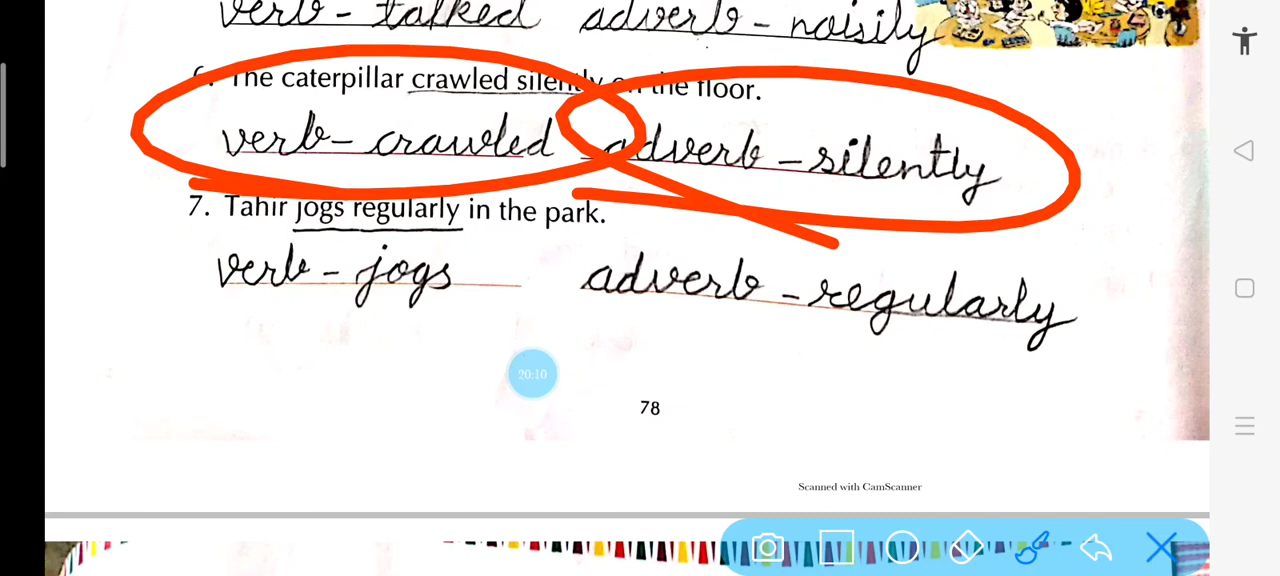 verb - talked adverb - noisily
6. The caterpillar crawled silently on the floor.
verb - crawled adverb - silently
7. Tahir jogs regularly in the park.
verb - jogs adverb - regularly
20:10
78
Scanned with CamScanner